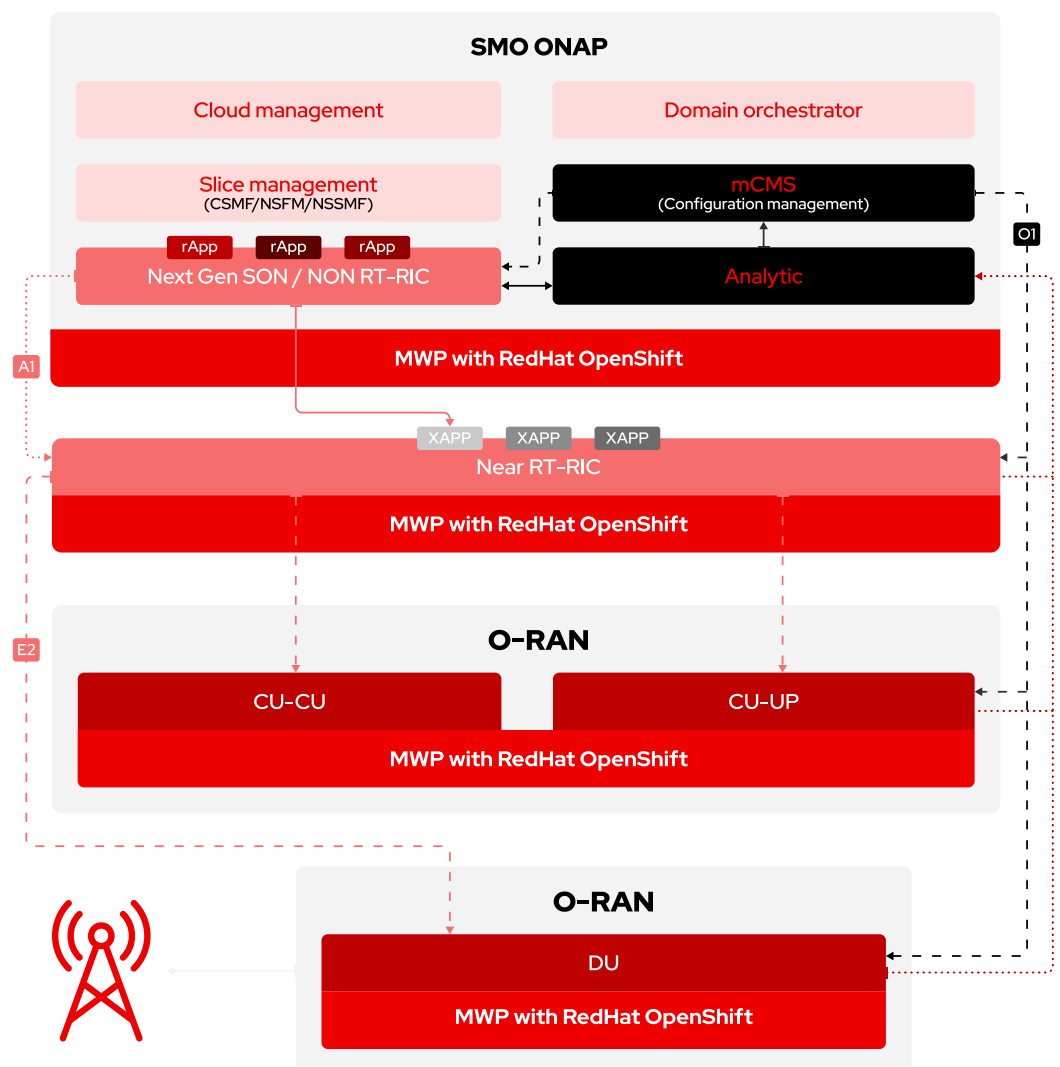 SMO ONAP
Cloud management
Domain orchestrator
Slice management
(CSMF/NSFM/NSSMF)
mCMS
(Configuration management)
O1
rApp
rApp
rApp
Next Gen SON / NON RT-RIC
Analytic
MWP with RedHat OpenShift
A1
XAPP
XAPP
XAPP
Near RT-RIC
MWP with RedHat OpenShift
O-RAN
E2
CU-CU
CU-UP
MWP with RedHat OpenShift
O-RAN
DU
MWP with RedHat OpenShift